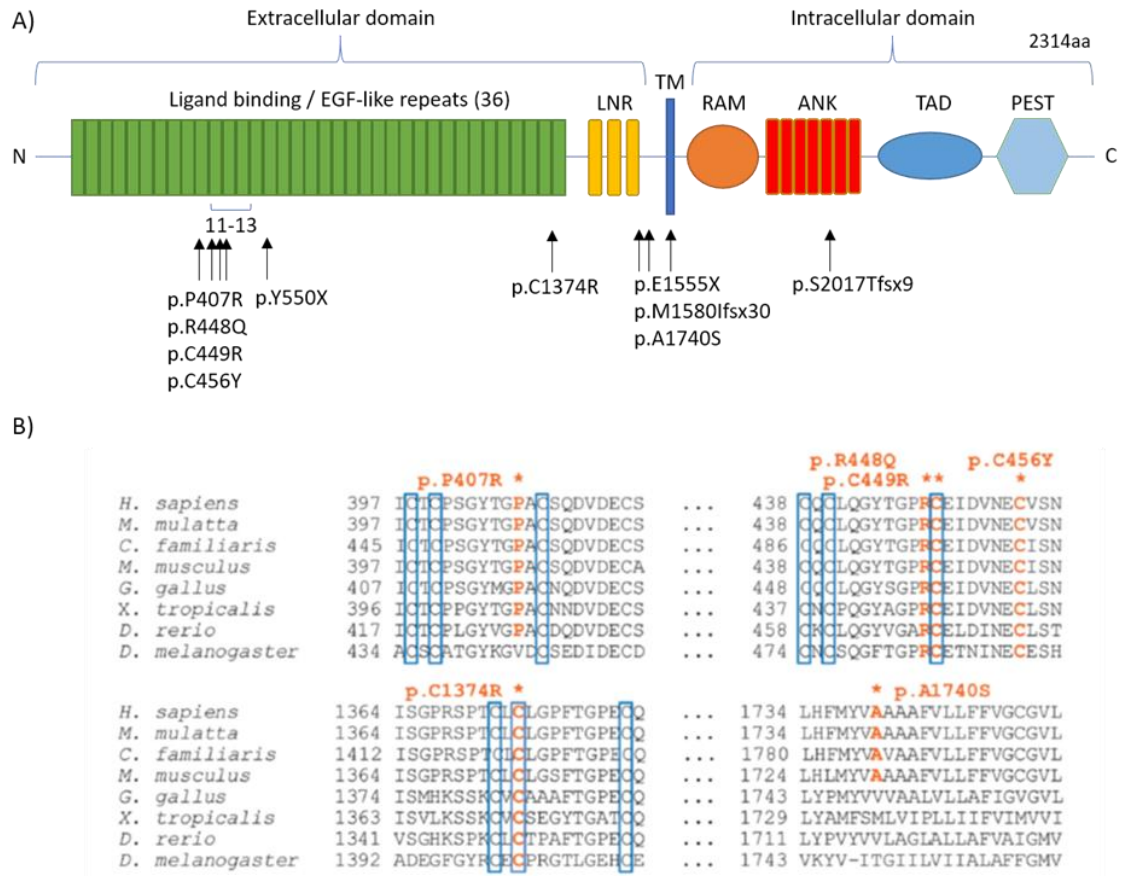 A)
Extracellular domain
Intracellular domain
2314aa
Ligand binding / EGF-like repeats (36)
LNR
TM
RAM
ANK
TAD
PEST
N
C
11-13
p.P407R
p.R448Q
p.C449R
p.C456Y
p.Y550X
p.C1374R
p.E1555X
p.M1580Ifsx30
p.A1740S
p.S2017Tfsx9
B)
p.R448Q p.C456Y
p.P407R * p.C449R ** *
H. sapiens 397 ICTCPSGYTGPACSQDVDECS ... 438 CQCLQGYTGPRCEIDVNECVSN
M. mulatta 397 ICTCPSGYTGPACSQDVDECS ... 438 CQCLQGYTGPRCEIDVNECVSN
C. familiaris 445 ICTCPSGYTGPACSQDVDECS ... 486 CQCLQGYTGPRCEIDVNECISN
M. musculus 397 ICTCPSGYTGPACSQDVDECA ... 438 CQCLQGYTGPRCEIDVNECISN
G. gallus 407 ICTCPSGYMGPACSQDVDECS ... 448 CQCSQGYLGPRCEIDVNECLSN
X. tropicalis 396 ICTCPPGYTGPACNNDVDECS ... 437 CNCPQGYAGPRCEIDVNECLSN
D. rerio 417 ICTCPLGYVGPACDQDVDECS ... 458 CKCLQGYVGARCELDINECLST
D. melanogaster 434 ACSCATGYKGVDCSEDIDECD ... 474 CNCSQGFTGPRCETNINECESH
p.C1374R * * p.A1740S
H. sapiens 1364 ISGPRSPTCLCLGPFTGPECQ ... 1734 LHFMYVAAAAFVLLFFVGCGVL
M. mulatta 1364 ISGPRSPTCLCLGPFTGPECQ ... 1734 LHFMYVAAAAFVLLFFVGCGVL
C. familiaris 1412 ISGPRSPTCLCLGPFTGPECQ ... 1780 LHFMYVAVAAFVLLFFVGCGVL
M. musculus 1364 ISGPRSPTCLCLGSFTGPECQ ... 1724 LHLMYVAAAAFVLLFFVGCGVL
G. gallus 1374 ISMHKSSKCVCAAAFTGPECQ ... 1743 LYPMYVVVAALVLLAFIGVGVL
X. tropicalis 1363 ISVLKSSKCVCSEGYTGATCQ ... 1729 LYAMFSMLVIPLLIIFVIMVVI
D. rerio 1341 VSGHKSPKCLCTPAFTGPECQ ... 1711 LYPVYVVLAGLALLAFVAIGMV
D. melanogaster 1392 ADEGFGYRCECPRGTLGEHCE ... 1743 VKYV-ITGIILVIIALAFFGMV